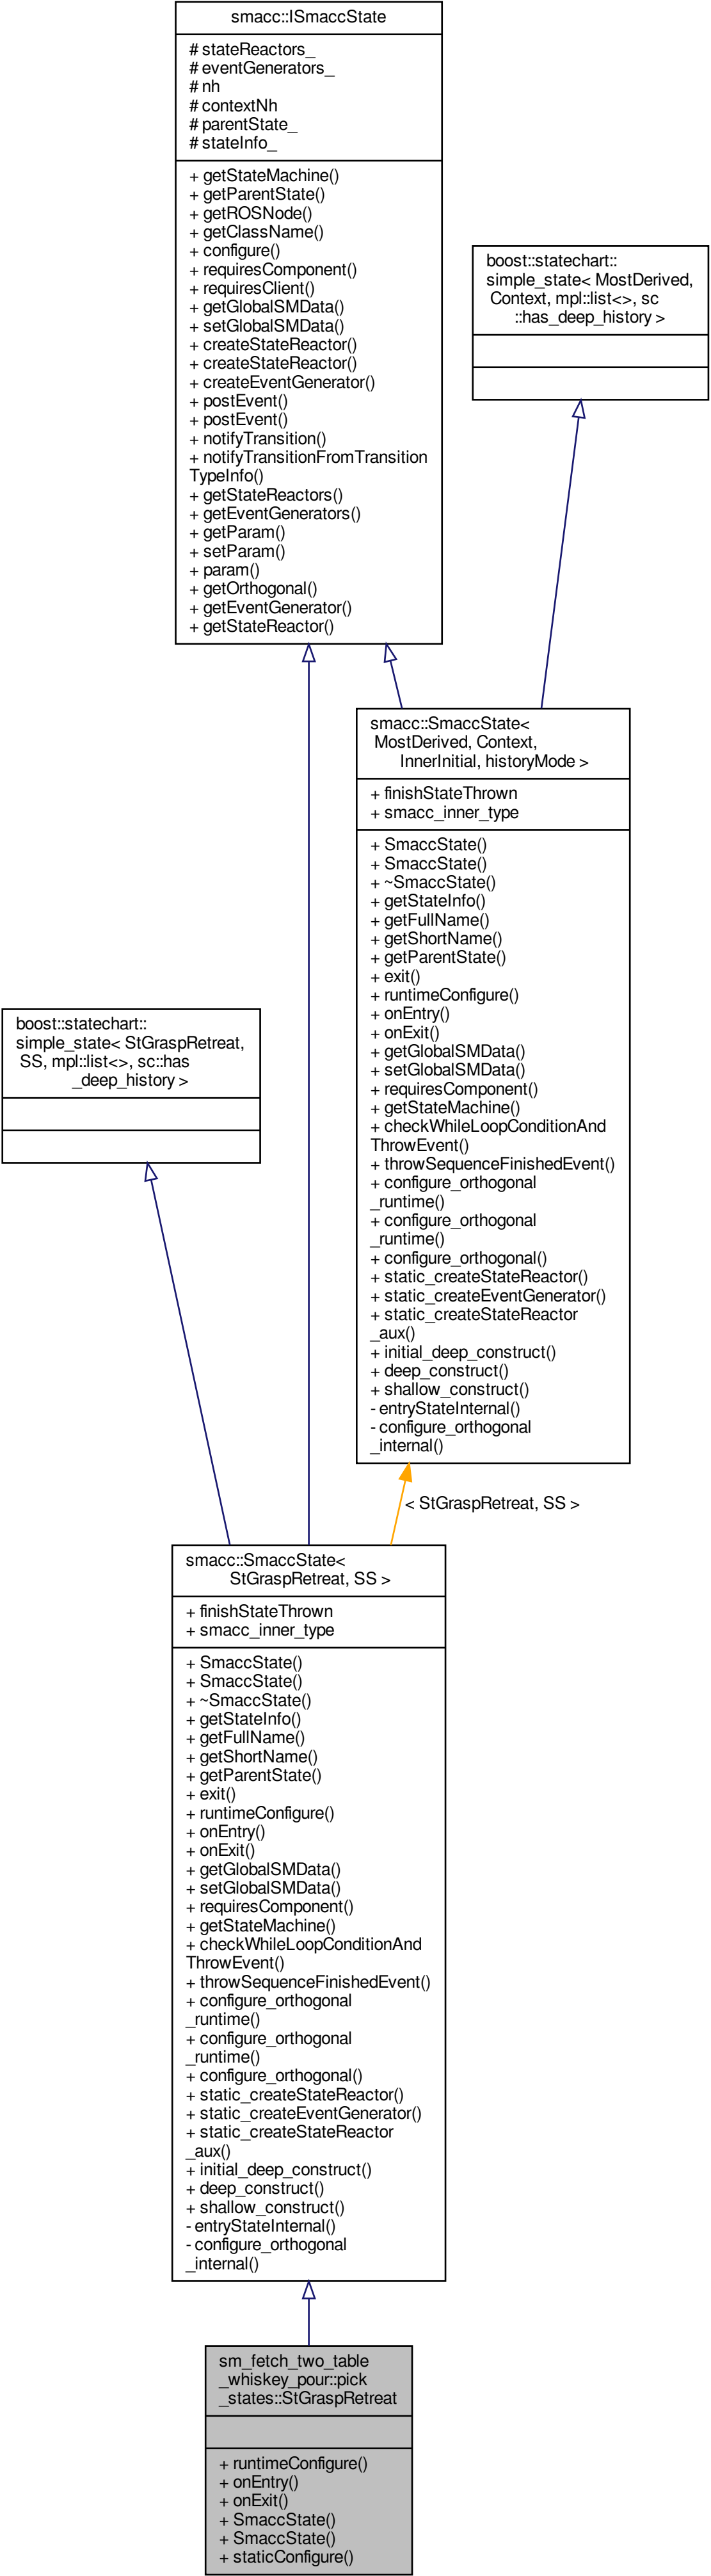 smacc::ISmaccState
# stateReactors_
# eventGenerators_
# nh
# contextNh
# parentState_
# stateInfo_
+ getStateMachine()
+ getParentState()
+ getROSNode()
+ getClassName()
+ configure()
+ requiresComponent()
+ requiresClient()
+ getGlobalSMData()
+ setGlobalSMData()
+ createStateReactor()
+ createStateReactor()
+ createEventGenerator()
+ postEvent()
+ postEvent()
+ notifyTransition()
+ notifyTransitionFromTransition
TypeInfo()
+ getStateReactors()
+ getEventGenerators()
+ getParam()
+ setParam()
+ param()
+ getOrthogonal()
+ getEventGenerator()
+ getStateReactor()
boost::statechart::
simple_state< MostDerived,
Context, mpl::list<>, sc
::has_deep_history >
smacc::SmaccState<
MostDerived, Context,
InnerInitial, historyMode >
+ finishStateThrown
+ smacc_inner_type
+ SmaccState()
+ SmaccState()
+ ~SmaccState()
+ getStateInfo()
+ getFullName()
+ getShortName()
+ getParentState()
+ exit()
+ runtimeConfigure()
+ onEntry()
+ onExit()
+ getGlobalSMData()
+ setGlobalSMData()
+ requiresComponent()
+ getStateMachine()
+ checkWhileLoopConditionAnd
ThrowEvent()
+ throwSequenceFinishedEvent()
+ configure_orthogonal
_runtime()
+ configure_orthogonal
_runtime()
+ configure_orthogonal()
+ static_createStateReactor()
+ static_createEventGenerator()
+ static_createStateReactor
_aux()
+ initial_deep_construct()
+ deep_construct()
+ shallow_construct()
- entryStateInternal()
- configure_orthogonal
_internal()
boost::statechart::
simple_state< StGraspRetreat,
SS, mpl::list<>, sc::has
_deep_history >
< StGraspRetreat, SS >
smacc::SmaccState<
StGraspRetreat, SS >
+ finishStateThrown
+ smacc_inner_type
+ SmaccState()
+ SmaccState()
+ ~SmaccState()
+ getStateInfo()
+ getFullName()
+ getShortName()
+ getParentState()
+ exit()
+ runtimeConfigure()
+ onEntry()
+ onExit()
+ getGlobalSMData()
+ setGlobalSMData()
+ requiresComponent()
+ getStateMachine()
+ checkWhileLoopConditionAnd
ThrowEvent()
+ throwSequenceFinishedEvent()
+ configure_orthogonal
_runtime()
+ configure_orthogonal
_runtime()
+ configure_orthogonal()
+ static_createStateReactor()
+ static_createEventGenerator()
+ static_createStateReactor
_aux()
+ initial_deep_construct()
+ deep_construct()
+ shallow_construct()
- entryStateInternal()
- configure_orthogonal
_internal()
sm_fetch_two_table
_whiskey_pour::pick
_states::StGraspRetreat
+ runtimeConfigure()
+ onEntry()
+ onExit()
+ SmaccState()
+ SmaccState()
+ staticConfigure()